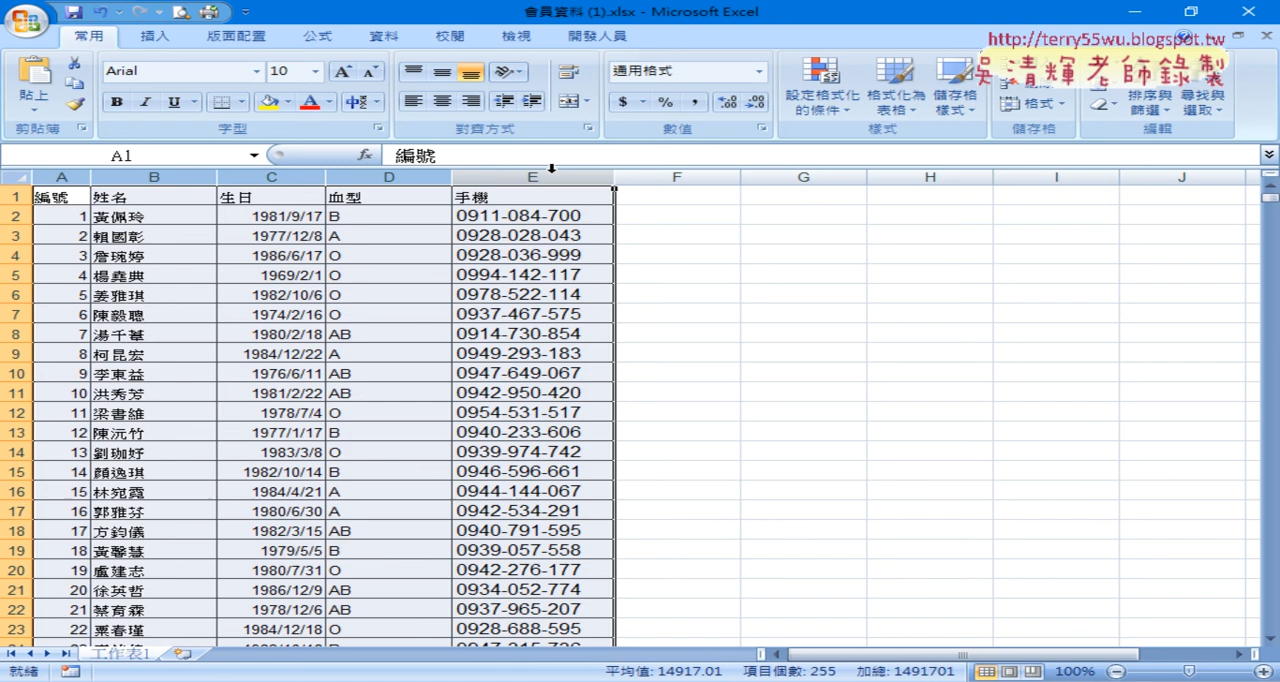 會員資料 (1).xlsx - Microsoft Excel
常用 插入 版面配置 公式 資料 校閱 檢視 開發人員
http://terry55wu.blogspot.tw
吳清輝老師錄製
貼上 Arial 10 通用格式 設定格式化的條件 格式化為表格 儲存格樣式 格式 排序與篩選 尋找與選取
剪貼簿 字型 對齊方式 數值 樣式 儲存格 編輯
A1 fx 編號
A B C D E F G H I J
1 編號 姓名 生日 血型 手機
2 1 黃佩玲 1981/9/17 B 0911-084-700
3 2 賴國彰 1977/12/8 A 0928-028-043
4 3 詹琬婷 1986/6/17 O 0928-036-999
5 4 楊堯典 1969/2/1 O 0994-142-117
6 5 姜雅琪 1982/10/6 O 0978-522-114
7 6 陳毅聰 1974/2/16 O 0937-467-575
8 7 湯千 1980/2/18 AB 0914-730-854
9 8 柯昆宏 1984/12/22 A 0949-293-183
10 9 李東益 1976/6/11 AB 0947-649-067
11 10 洪秀芳 1981/2/22 AB 0942-950-420
12 11 梁書維 1978/7/4 O 0954-531-517
13 12 陳沅竹 1977/1/17 B 0940-233-606
14 13 劉珈妤 1983/3/8 O 0939-974-742
15 14 顏逸琪 1982/10/14 B 0946-596-661
16 15 林宛霞 1984/4/21 A 0944-144-067
17 16 郭雅芬 1980/6/30 A 0942-534-291
18 17 方鈞儀 1982/3/15 AB 0940-791-595
19 18 黃馨慧 1979/5/5 B 0939-057-558
20 19 盧建志 1980/7/31 O 0942-276-177
21 20 徐英哲 1986/12/9 AB 0934-052-774
22 21 蔡育霖 1978/12/6 AB 0937-965-207
23 22 粟春瑾 1984/12/18 O 0928-688-595
工作表1
就緒 平均值: 14917.01 項目個數: 255 加總: 1491701 100%